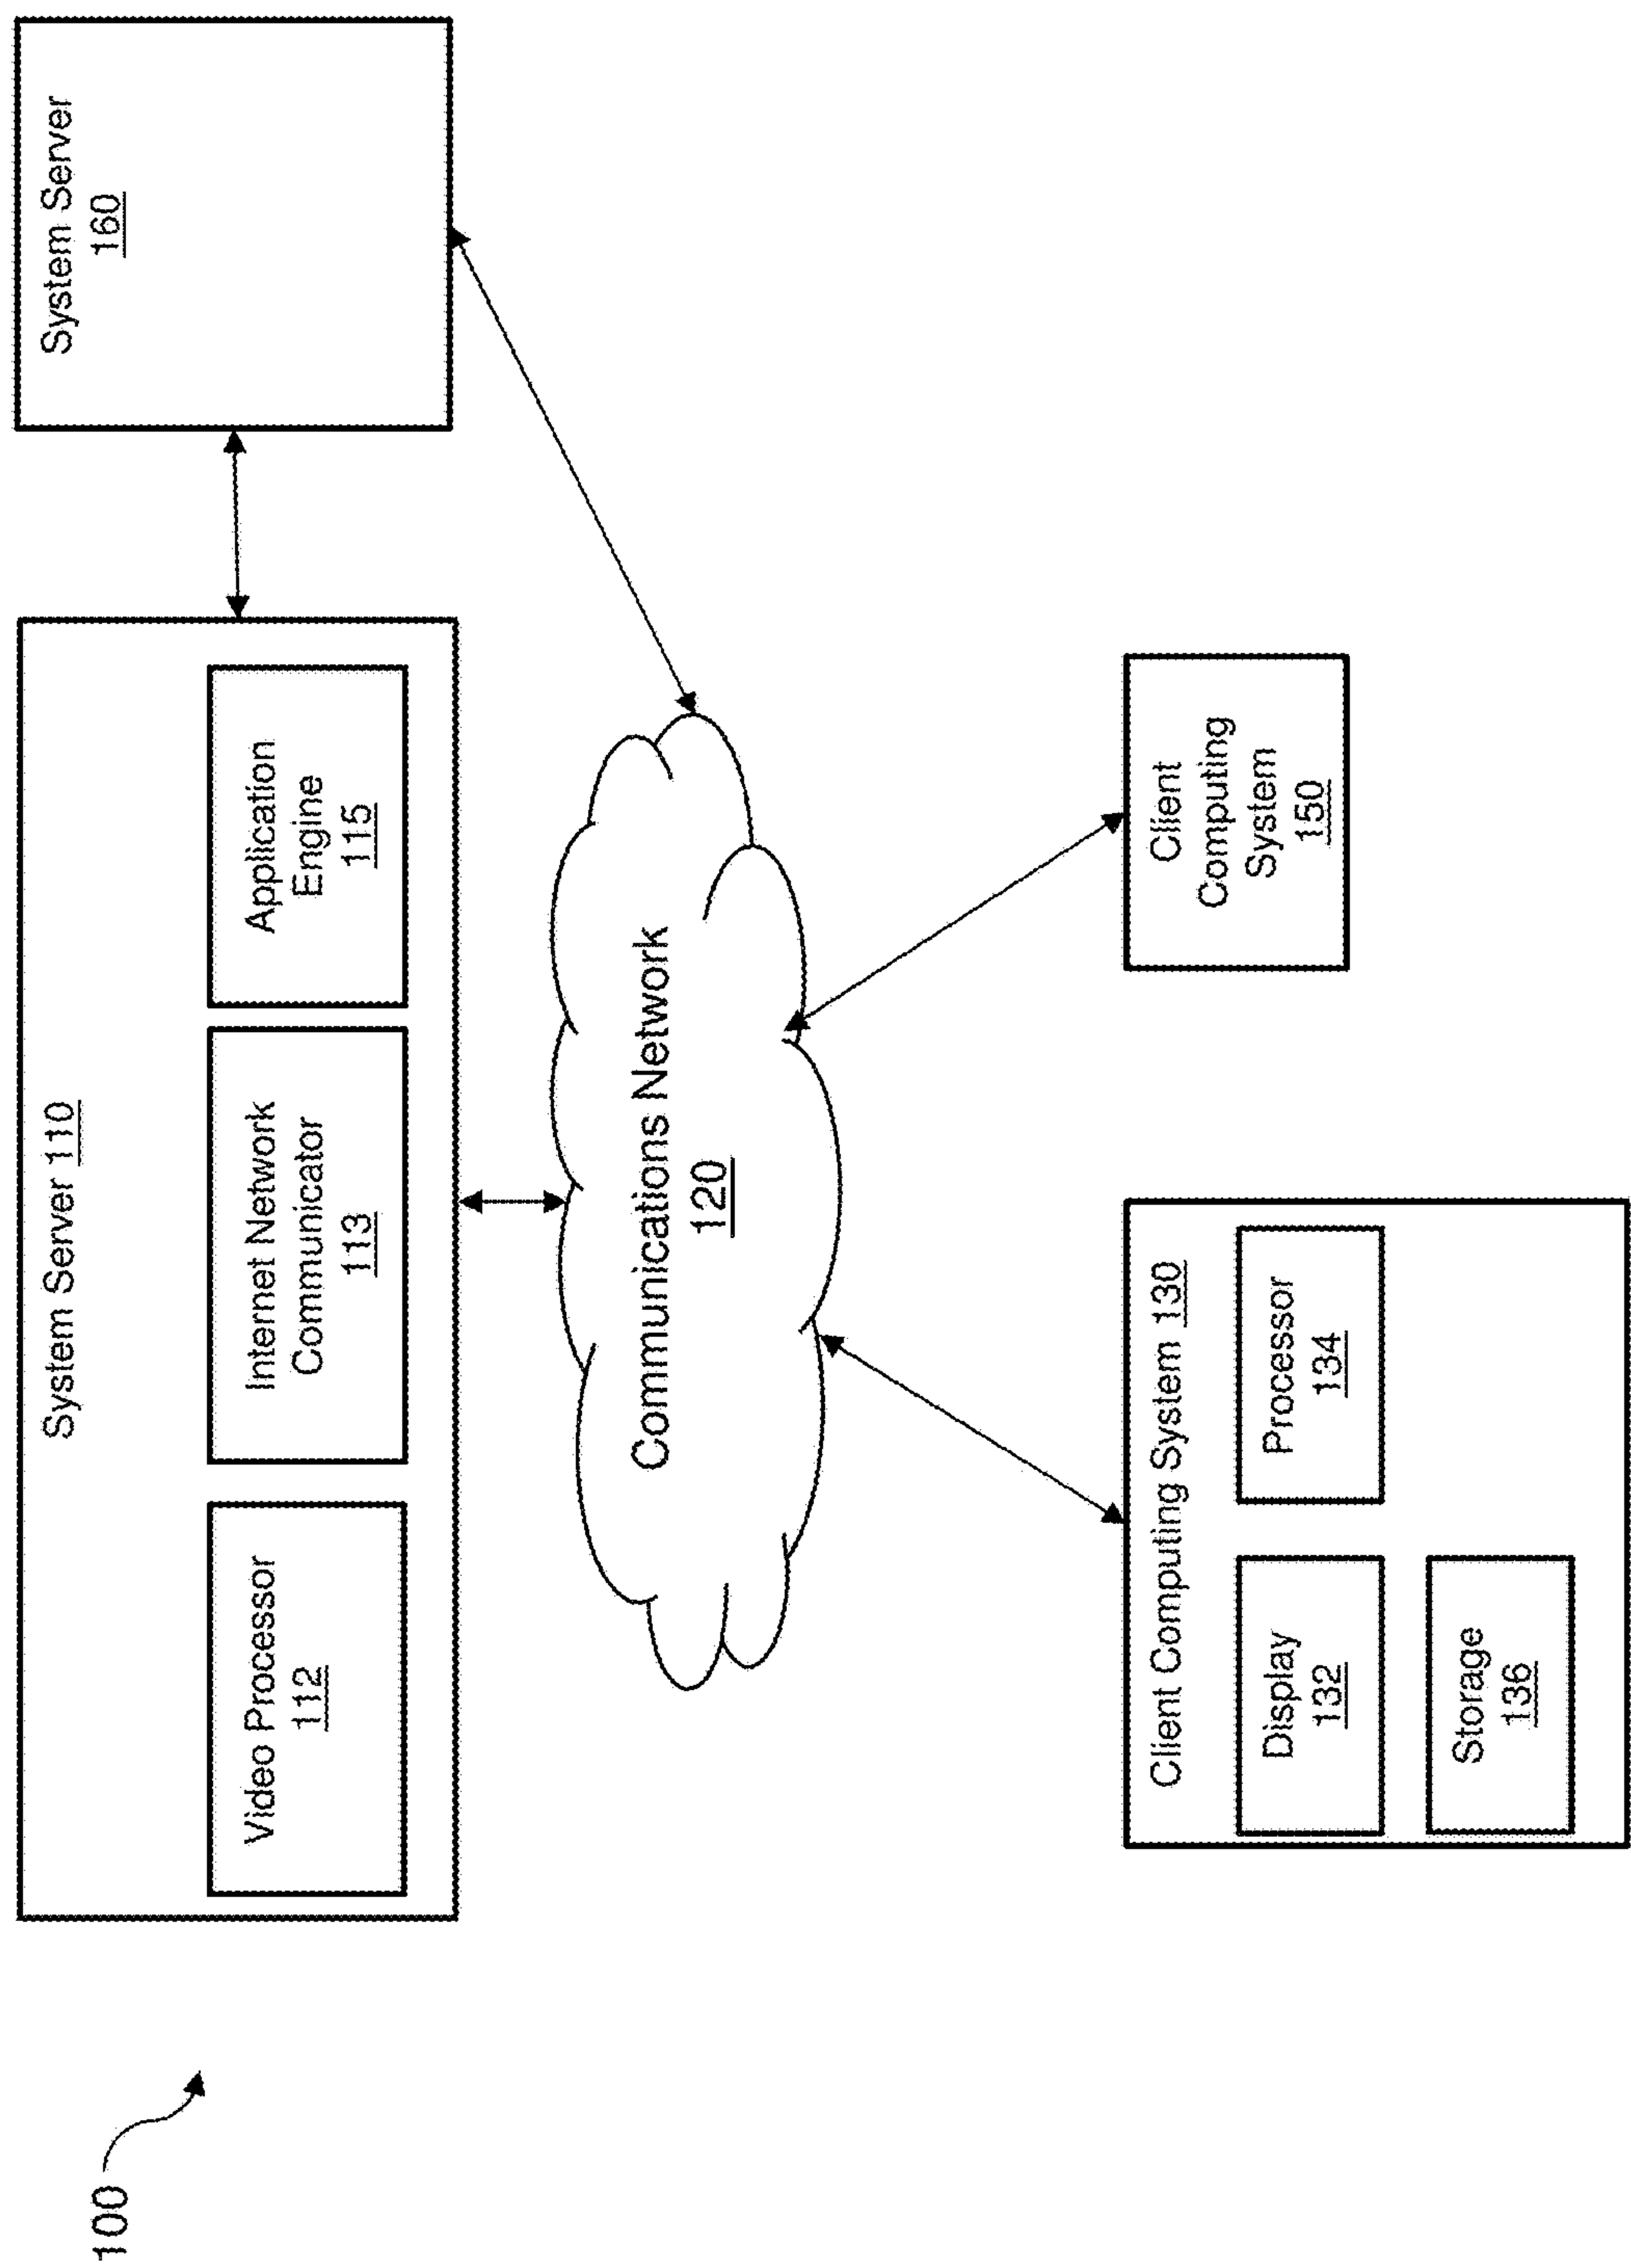 100
System Server 110
Video Processor
112
Internet Network
Communicator
113
Application
Engine
115
System Server
160
Communications Network
120
Client Computing System 130
Display
132
Processor
134
Storage
136
Client
Computing
System
150